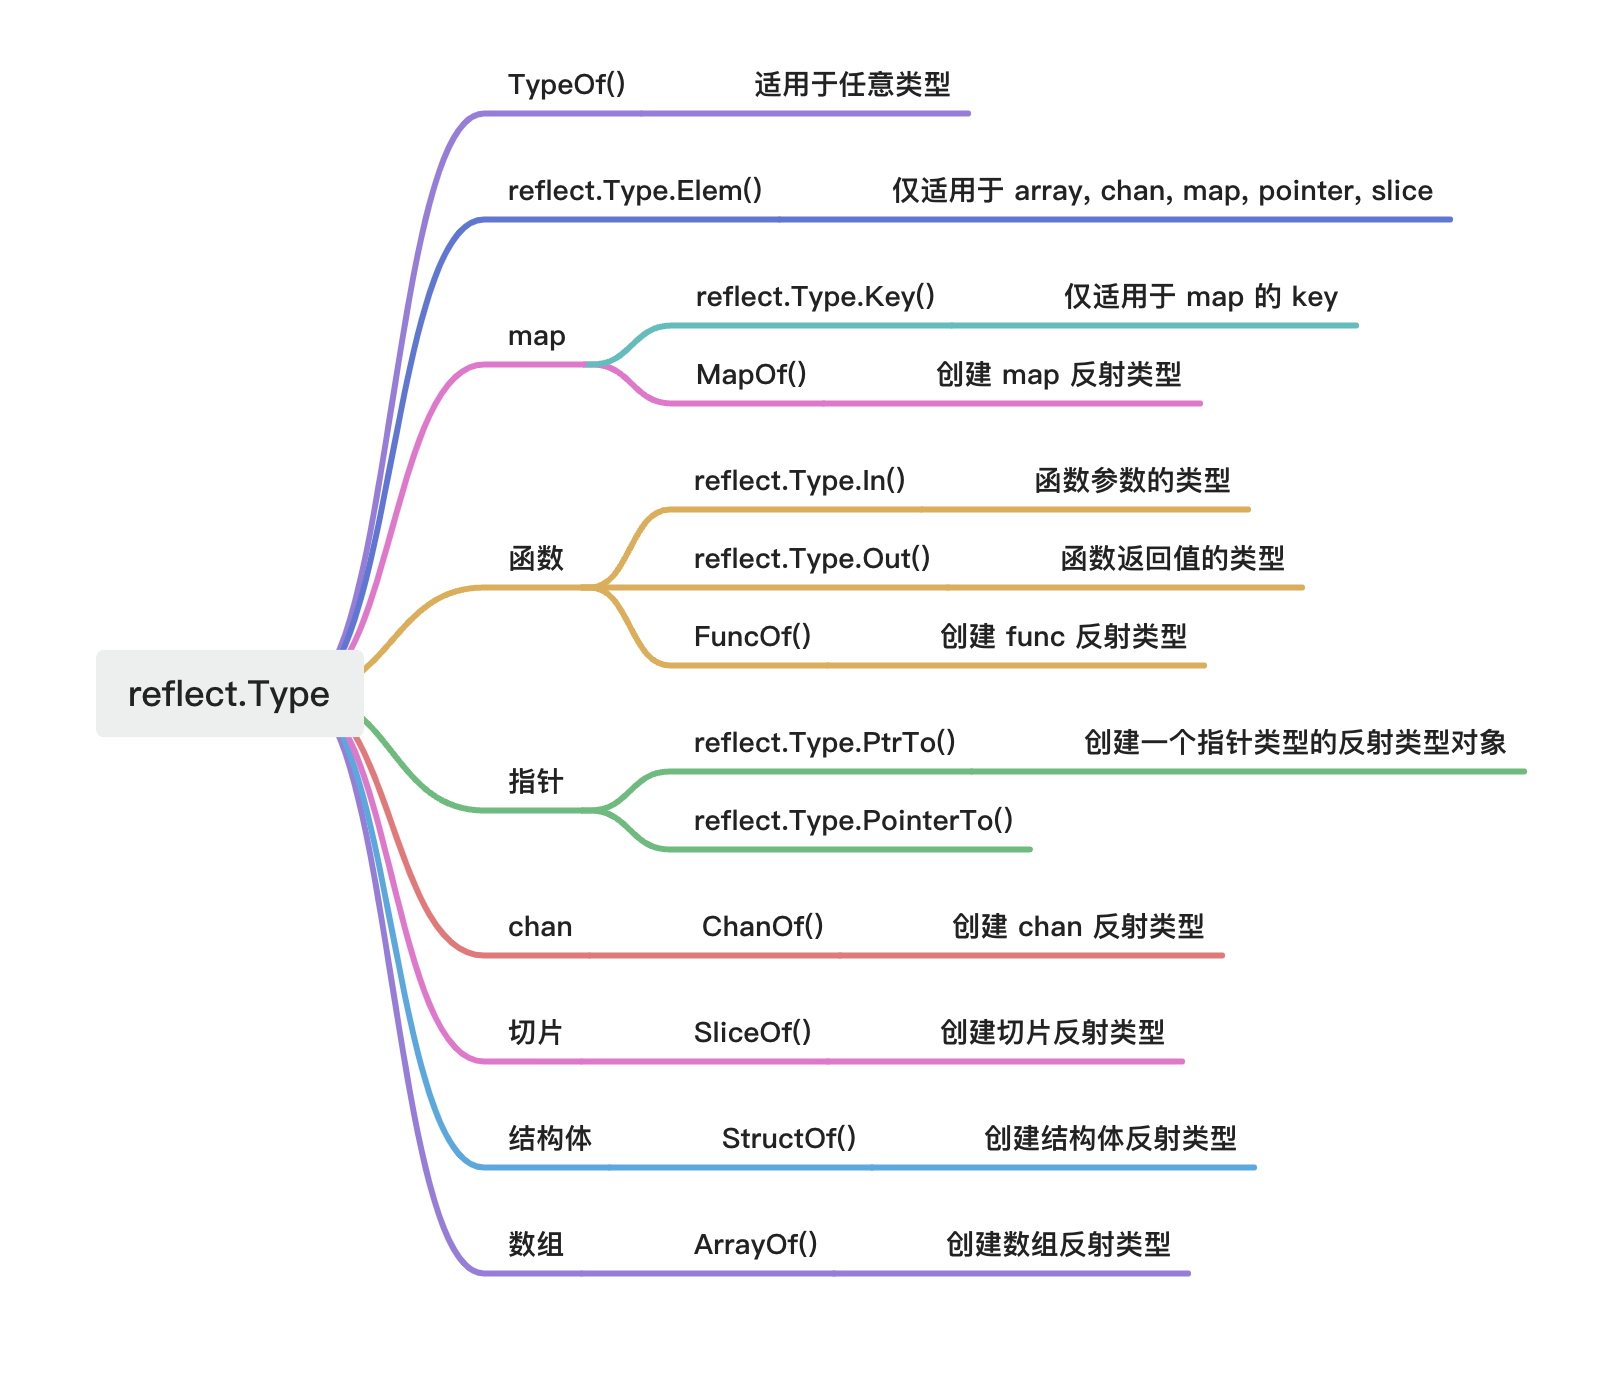 TypeOf() 适用于任意类型
reflect.Type.Elem() 仅适用于 array, chan, map, pointer, slice
map
reflect.Type.Key() 仅适用于 map 的 key
MapOf() 创建 map 反射类型
函数
reflect.Type.In() 函数参数的类型
reflect.Type.Out() 函数返回值的类型
FuncOf() 创建 func 反射类型
reflect.Type
指针
reflect.Type.PtrTo() 创建一个指针类型的反射类型对象
reflect.Type.PointerTo()
chan ChanOf() 创建 chan 反射类型
切片 SliceOf() 创建切片反射类型
结构体 StructOf() 创建结构体反射类型
数组 ArrayOf() 创建数组反射类型